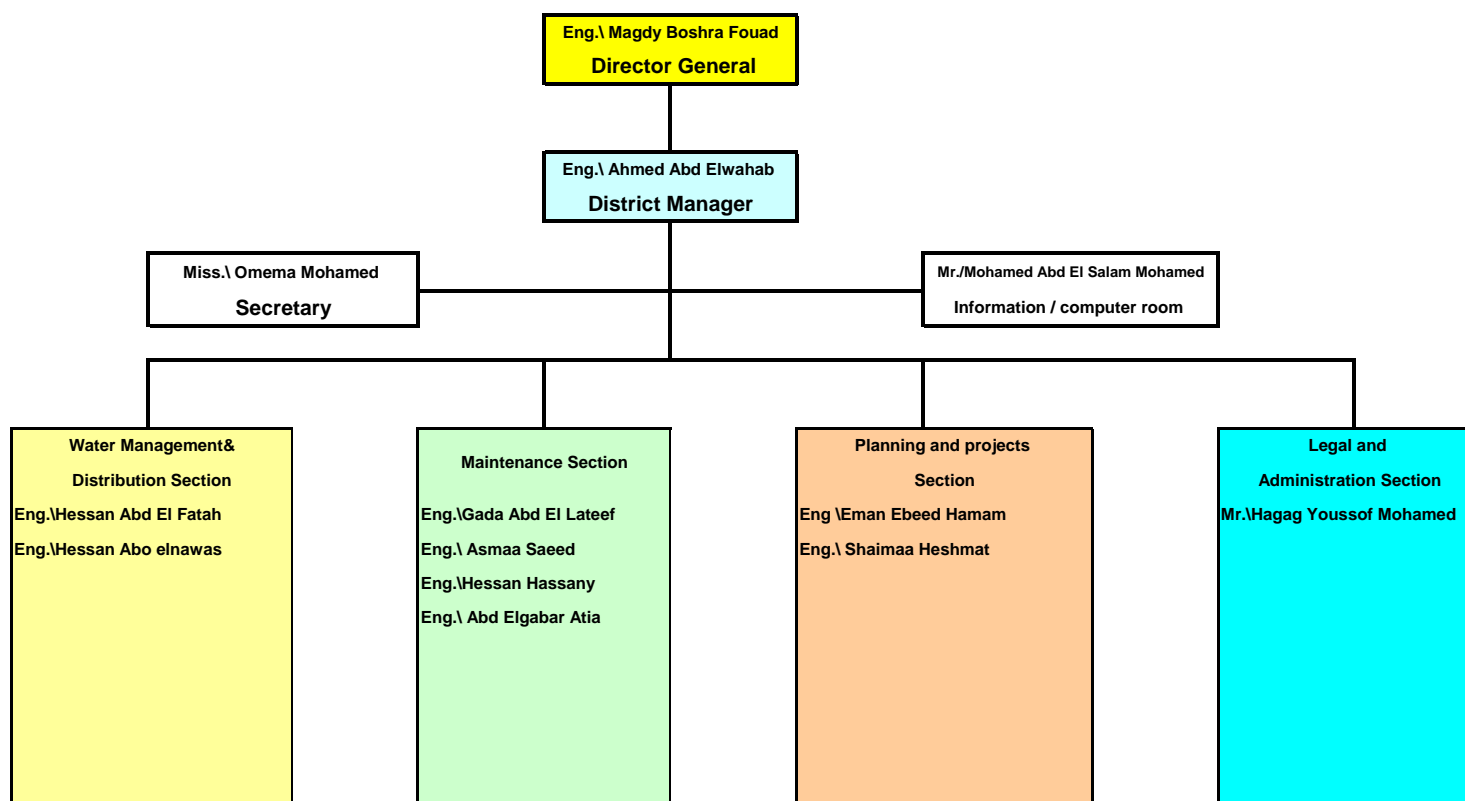 Eng.\ Magdy Boshra Fouad
Director General
Eng.\ Ahmed Abd Elwahab
District Manager
Miss.\ Omema Mohamed
Secretary
Mr./Mohamed Abd El Salam Mohamed
Information / computer room
Water Management&
Distribution Section
Eng.\Hessan Abd El Fatah
Eng.\Hessan Abo elnawas
Maintenance Section
Eng.\Gada Abd El Lateef
Eng.\ Asmaa Saeed
Eng.\Hessan Hassany
Eng.\ Abd Elgabar Atia
Planning and projects
Section
Eng \Eman Ebeed Hamam
Eng.\ Shaimaa Heshmat
Legal and
Administration Section
Mr.\Hagag Youssof Mohamed